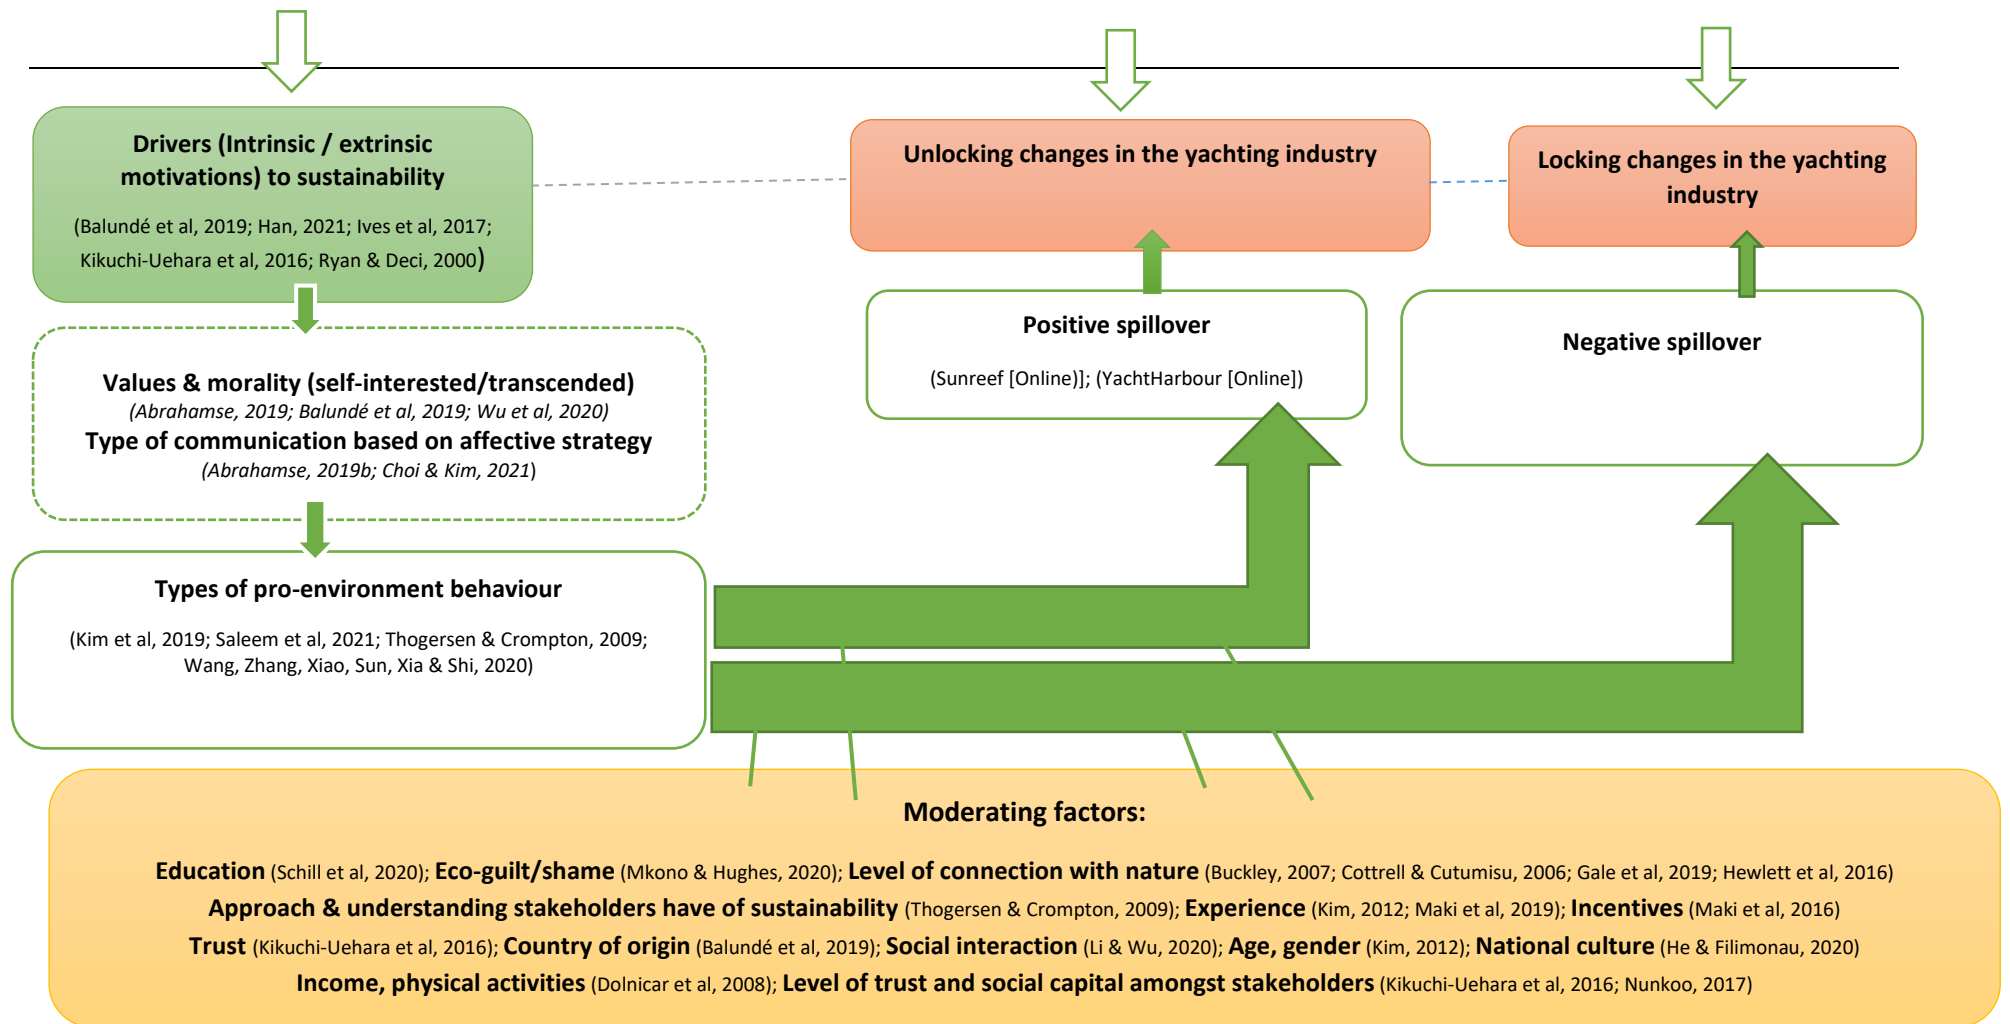 Drivers (Intrinsic / extrinsic
motivations) to sustainability
(Balundé et al, 2019; Han, 2021; Ives et al, 2017;
Kikuchi-Uehara et al, 2016; Ryan & Deci, 2000)
Values & morality (self-interested/transcended)
(Abrahamse, 2019; Balundé et al, 2019; Wu et al, 2020)
Type of communication based on affective strategy
(Abrahamse, 2019b; Choi & Kim, 2021)
Types of pro-environment behaviour
(Kim et al, 2019; Saleem et al, 2021; Thogersen & Crompton, 2009;
Wang, Zhang, Xiao, Sun, Xia & Shi, 2020)
Unlocking changes in the yachting industry
Positive spillover
(Sunreef [Online)]; (YachtHarbour [Online])
Locking changes in the yachting
industry
Negative spillover
Moderating factors:
Education (Schill et al, 2020); Eco-guilt/shame (Mkono & Hughes, 2020); Level of connection with nature (Buckley, 2007; Cottrell & Cutumisu, 2006; Gale et al, 2019; Hewlett et al, 2016)
Approach & understanding stakeholders have of sustainability (Thogersen & Crompton, 2009); Experience (Kim, 2012; Maki et al, 2019); Incentives (Maki et al, 2016)
Trust (Kikuchi-Uehara et al, 2016); Country of origin (Balundé et al, 2019); Social interaction (Li & Wu, 2020); Age, gender (Kim, 2012); National culture (He & Filimonau, 2020)
Income, physical activities (Dolnicar et al, 2008); Level of trust and social capital amongst stakeholders (Kikuchi-Uehara et al, 2016; Nunkoo, 2017)